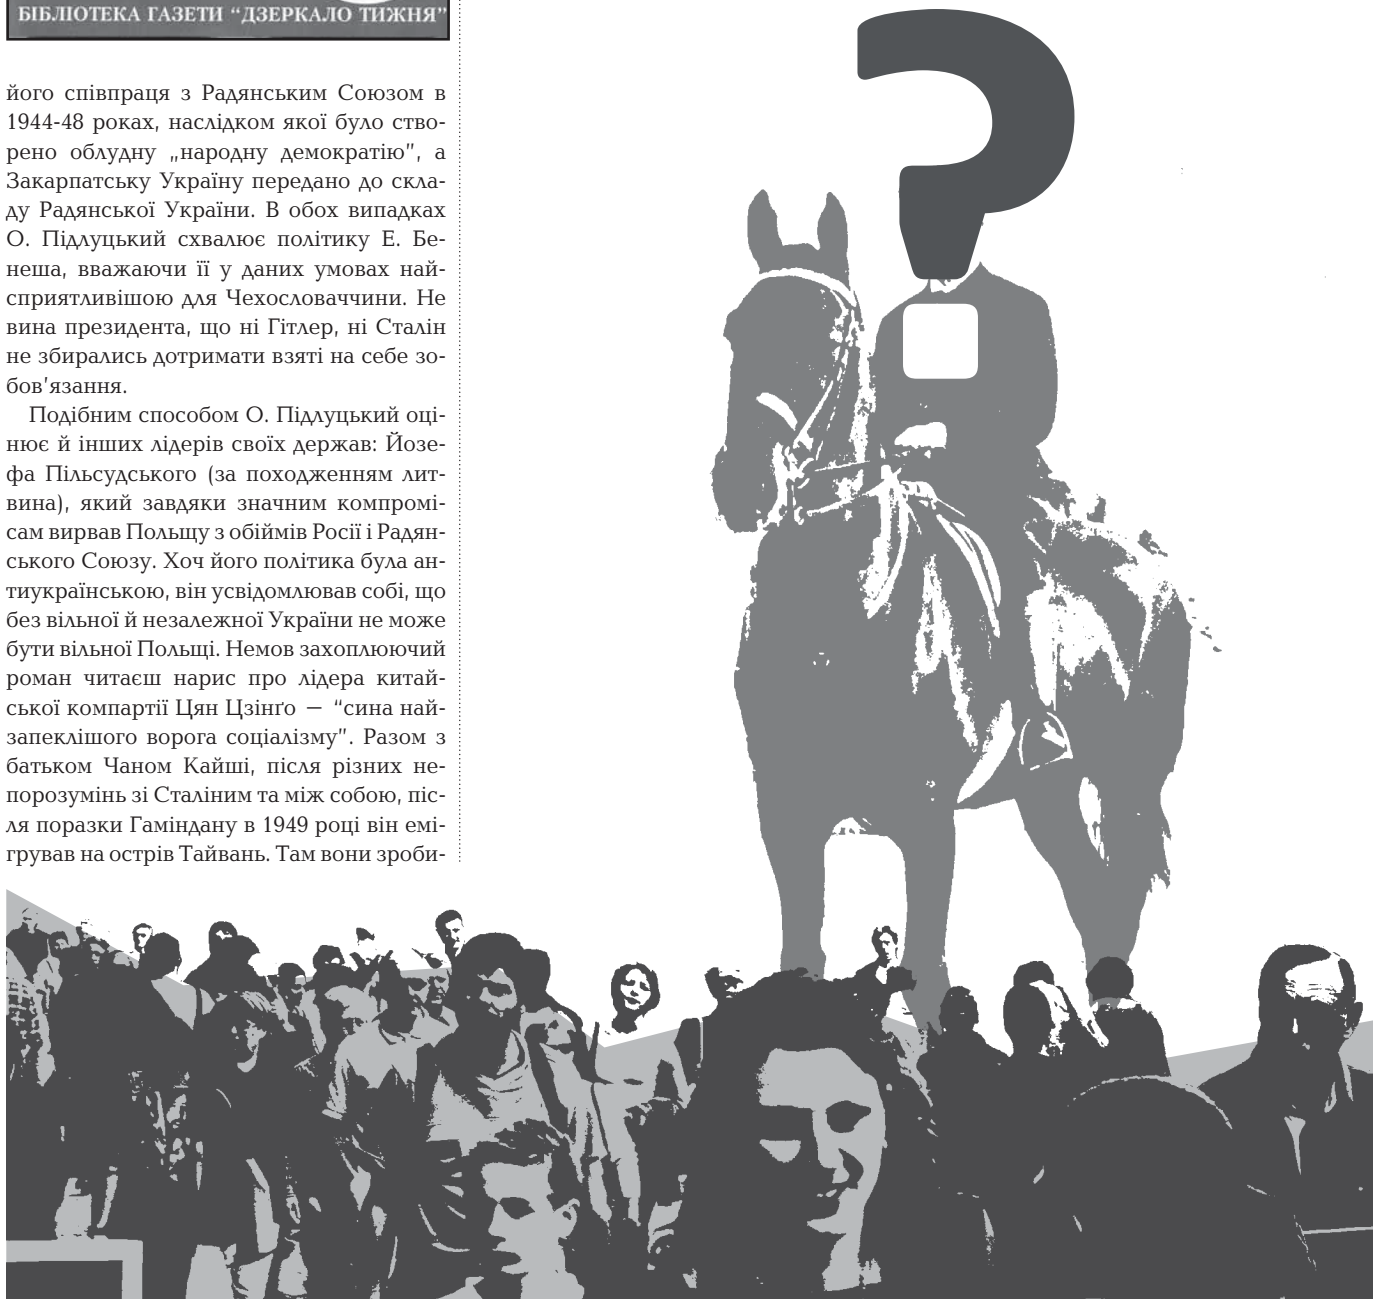 БІБЛІОТЕКА ГАЗЕТИ “ДЗЕРКАЛО ТИЖНЯ”
його співпраця з Радянським Союзом в
1944-48 роках, наслідком якої було ство-
рено облудну „народну демократію”, а
Закарпатську Україну передано до скла-
ду Радянської України. В обох випадках
О. Підлуцький схвалює політику Е. Бе-
неша, вважаючи її у даних умовах най-
сприятливішою для Чехословаччини. Не
вина президента, що ні Гітлер, ні Сталін
не збирались дотримати взяті на себе зо-
бов’язання.
Подібним способом О. Підлуцький оці-
нює й інших лідерів своїх держав: Йозе-
фа Пільсудського (за походженням лит-
вина), який завдяки значним компромі-
сам вирвав Польщу з обіймів Росії і Радян-
ського Союзу. Хоч його політика була ан-
тиукраїнською, він усвідомлював собі, що
без вільної й незалежної України не може
бути вільної Польщі. Немов захоплюючий
роман читаєш нарис про лідера китай-
ської компартії Цян Цзінґо — “сина най-
запеклішого ворога соціалізму”. Разом з
батьком Чаном Кайші, після різних не-
порозумінь зі Сталіним та між собою, піс-
ля поразки Гаміндану в 1949 році він емі-
грував на острів Тайвань. Там вони зроби-
?